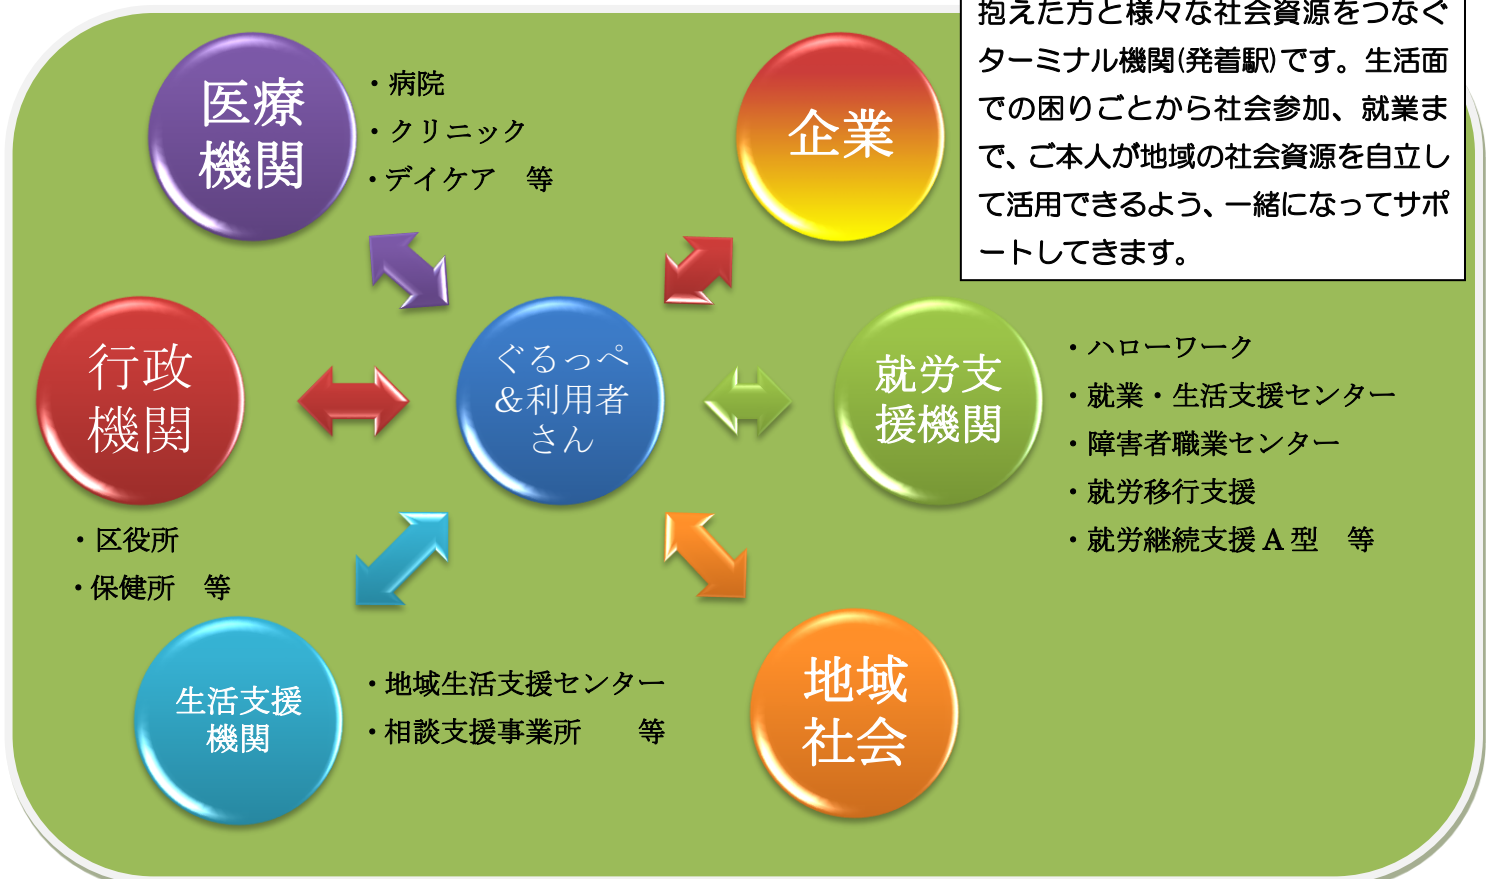 抱えた方と様々な社会資源をつなぐ
ターミナル機関(発着駅)です。生活面
での困りごとから社会参加、就業ま
で、ご本人が地域の社会資源を自立し
て活用できるよう、一緒になってサポ
ートしてきます。
医療
機関
・病院
・クリニック
・デイケア　等
企業
行政
機関
・区役所
・保健所　等
ぐるっぺ
&利用者
さん
就労支
援機関
・ハローワーク
・就業・生活支援センター
・障害者職業センター
・就労移行支援
・就労継続支援A型　等
生活支援
機関
・地域生活支援センター
・相談支援事業所　　等
地域
社会